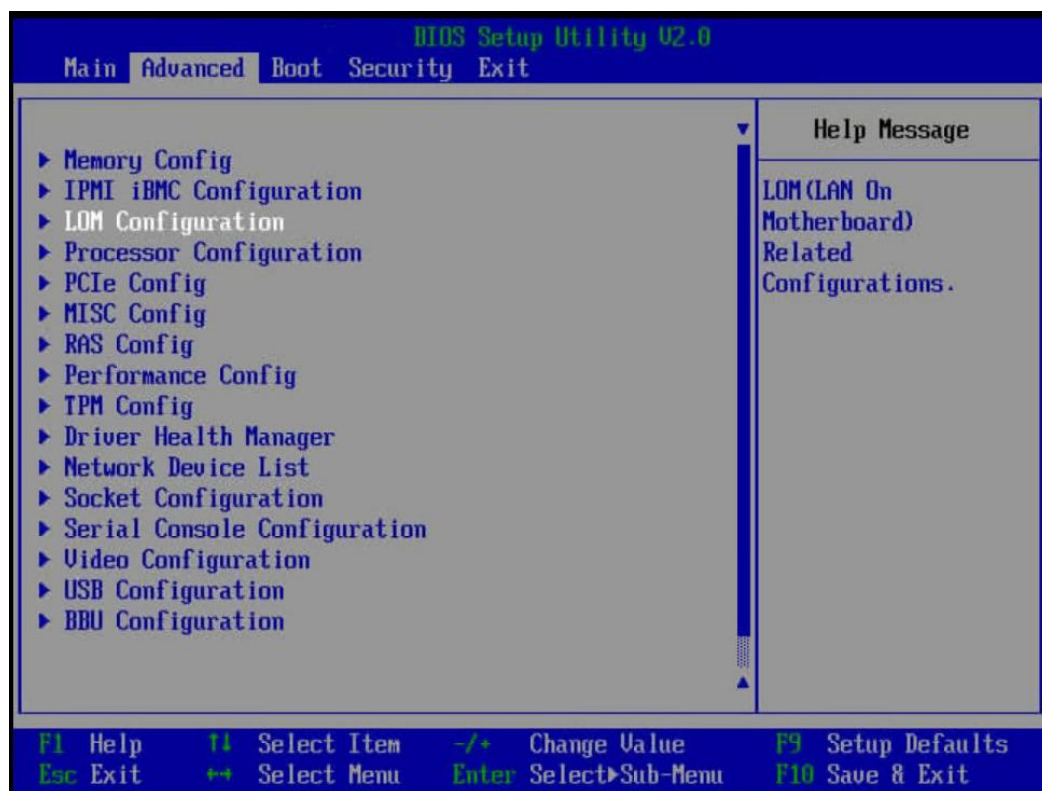 BIOS Setup Utility V2.0
Main Advanced Boot Security Exit
Help Message
▶ Memory Config
▶ IPMI iBMC Configuration
▶ LOM Configuration
▶ Processor Configuration
▶ PCIe Config
▶ MISC Config
▶ RAS Config
▶ Performance Config
▶ TPM Config
▶ Driver Health Manager
▶ Network Device List
▶ Socket Configuration
▶ Serial Console Configuration
▶ Video Configuration
▶ USB Configuration
▶ BBU Configuration
LOM(LAN On
Motherboard)
Related
Configurations.
F1 Help ↑↓ Select Item -/+ Change Value F9 Setup Defaults
Esc Exit ←→ Select Menu Enter Select▶Sub-Menu F10 Save & Exit